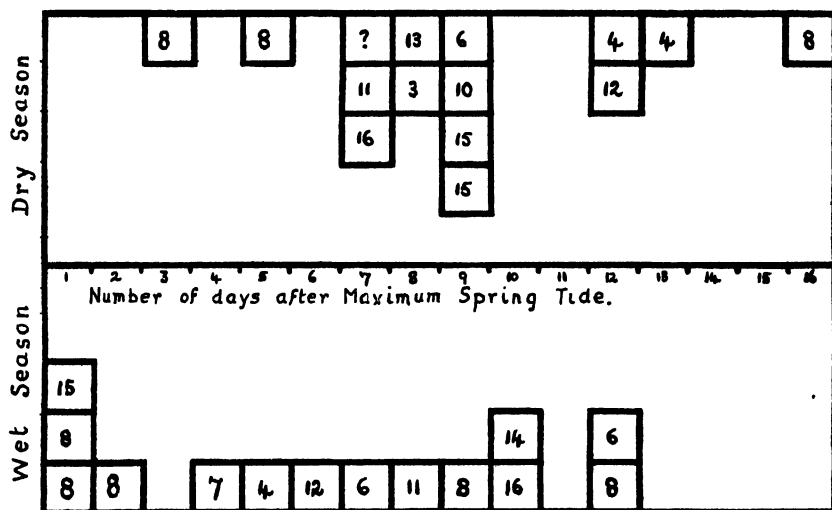 8 8 ? 13 6 4 4 8
11 3 10 12
16 15
15
Dry Season
1 2 3 4 5 6 7 8 9 10 11 12 13 14 15 16
Number of days after Maximum Spring Tide.
Wet Season
15
8 14 6
8 8 7 4 12 6 11 8 16 8